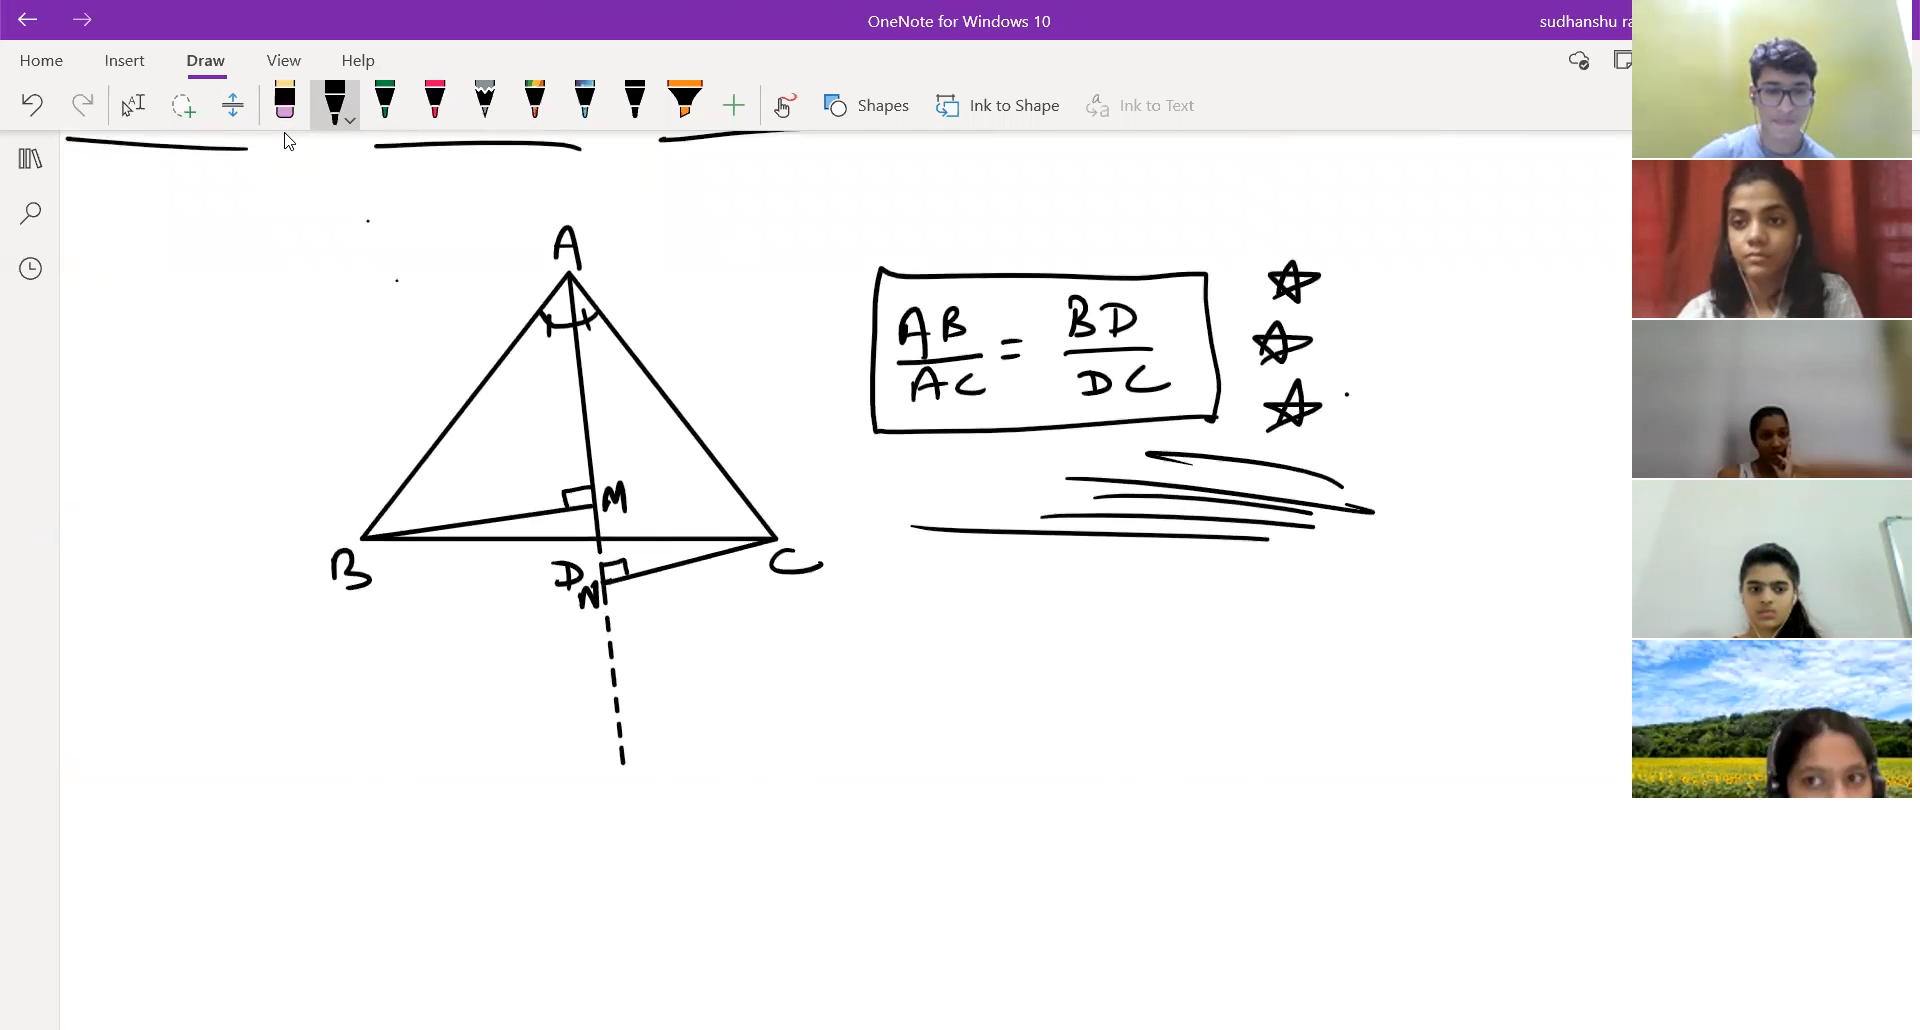 OneNote for Windows 10
sudhanshu ra
Home Insert Draw View Help
Shapes Ink to Shape Ink to Text
A
AB BD
= 
AC DC
M
B D C
N